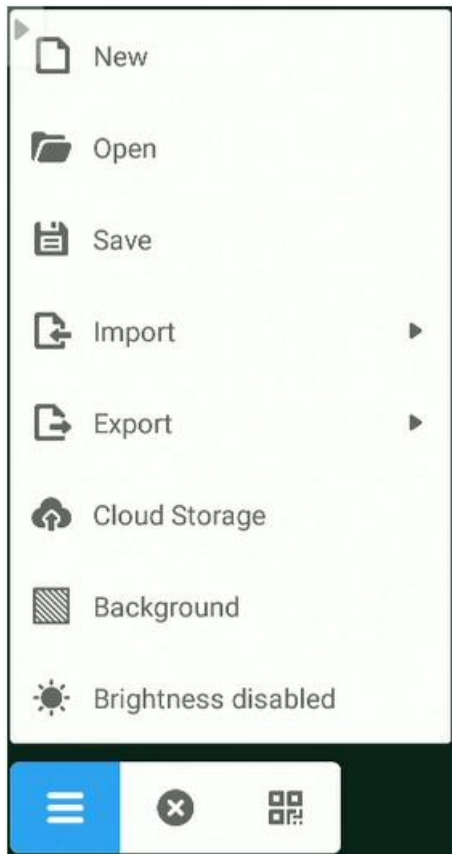 New
Open
Save
Import
Export
Cloud Storage
Background
Brightness disabled